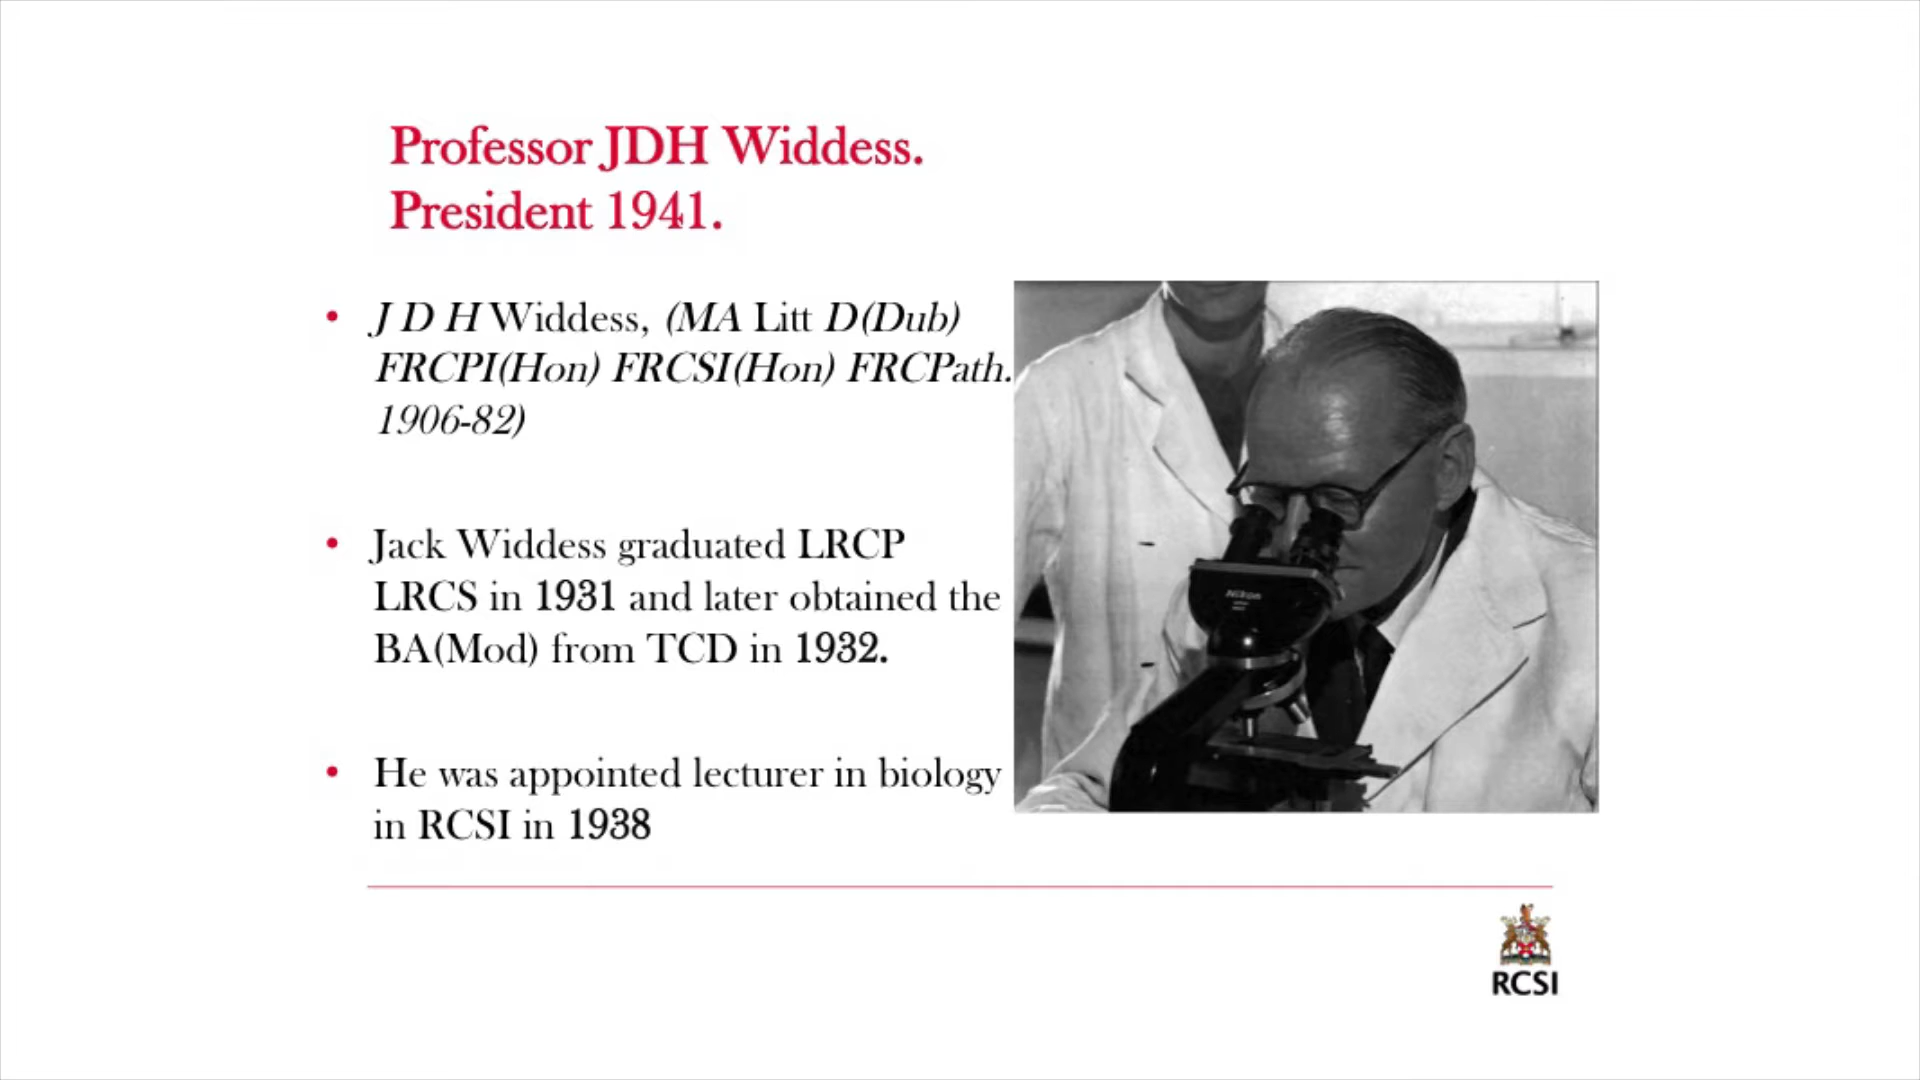 Professor JDH Widdess.
President 1941.
• J D H Widdess, (MA Litt D(Dub)
FRCPI(Hon) FRCSI(Hon) FRCPath.
1906-82)
• Jack Widdess graduated LRCP
LRCS in 1931 and later obtained the
BA(Mod) from TCD in 1932.
• He was appointed lecturer in biology
in RCSI in 1938
Nikon
RCSI